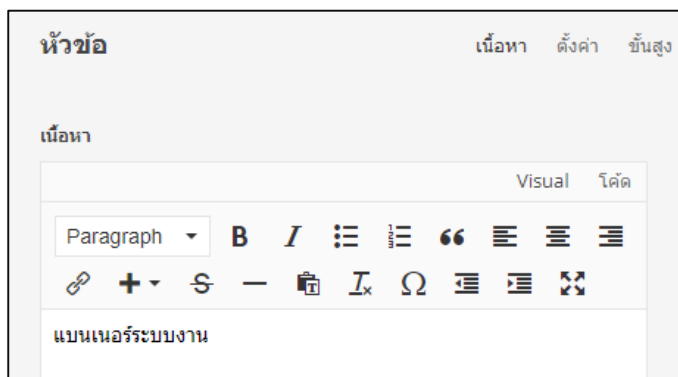 หัวข้อ เนื้อหา ตั้งค่า ขั้นสูง
เนื้อหา
Visual โค้ด
Paragraph
แบนเนอร์ระบบงาน